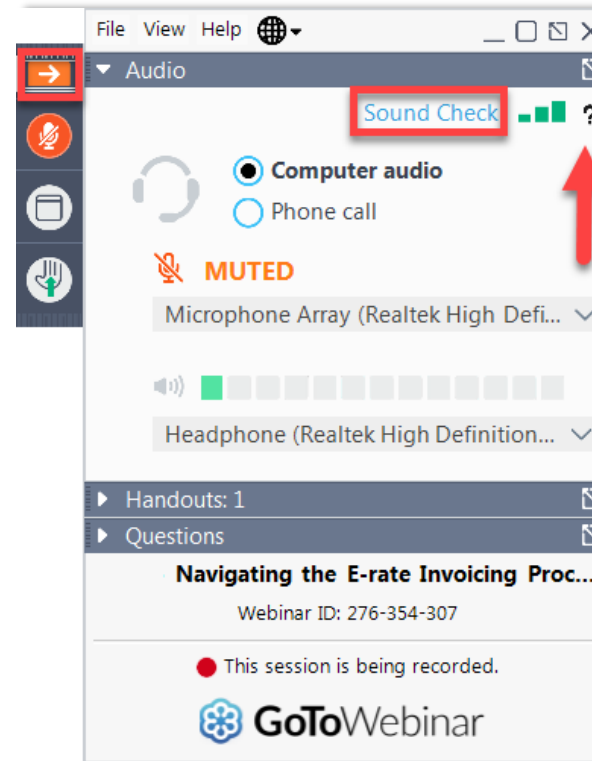 File View Help
Audio
Sound Check ?
Computer audio
Phone call
MUTED
Microphone Array (Realtek High Defi...
Headphone (Realtek High Definition...
Handouts: 1
Questions
Navigating the E-rate Invoicing Proc...
Webinar ID: 276-354-307
This session is being recorded.
GoToWebinar